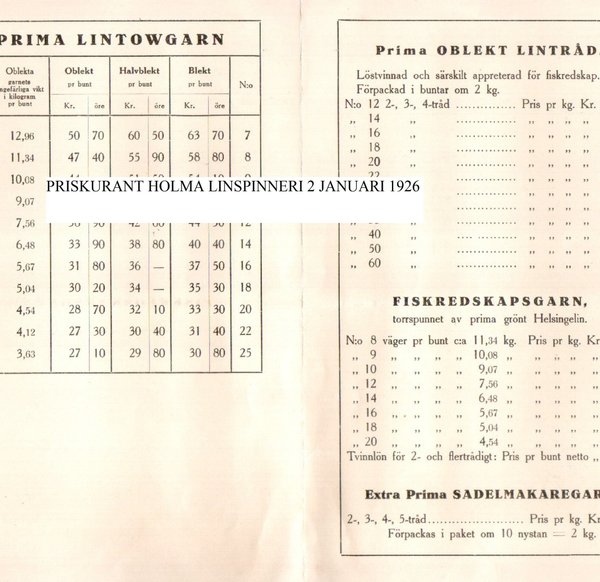 PRIMA LINTOWGARN
Oblekta garnets ngefärliga vikt i kilogram pr bunt | Oblekt pr bunt | Halvblekt pr bunt | Blekt pr bunt | N:o
Kr. | öre | Kr. | öre | Kr. | öre
12,96 | 50 | 70 | 60 | 50 | 63 | 70 | 7
11,34 | 47 | 40 | 55 | 90 | 58 | 80 | 8
10,08
9,07
PRISKURANT HOLMA LINSPINNERI 2 JANUARI 1926
7,56 | 12
6,48 | 33 | 90 | 38 | 80 | 40 | 40 | 14
5,67 | 31 | 80 | 36 | — | 37 | 50 | 16
5,04 | 30 | 20 | 34 | — | 35 | 30 | 18
4,54 | 28 | 70 | 32 | 10 | 33 | 30 | 20
4,12 | 27 | 30 | 30 | 40 | 31 | 40 | 22
3,63 | 27 | 10 | 29 | 80 | 30 | 80 | 25
Prima OBLEKT LINTRÅD
Löstvinnad och särskilt appreterad för fiskredskap.
Förpackad i buntar om 2 kg.
N:o 12 2-, 3-, 4-tråd .............. Pris pr kg. Kr.
„ 14 .............. „ „ „ „
„ 16 .............. „ „ „ „
„ 18 .............. „ „ „ „
„ 20 .............. „ „ „ „
„ 22 .............. „ „ „ „
„ 40 .............. „ „ „ „
„ 50 .............. „ „ „ „
„ 60 .............. „ „ „ „
FISKREDSKAPSGARN,
torrspunnet av prima grönt Helsingelin.
N:o 8 väger pr bunt c:a 11,34 kg. Pris pr kg. Kr
„ 9 „ „ „ „ 10,08 „ „ „ „ „
„ 10 „ „ „ „ 9,07 „ „ „ „ „
„ 12 „ „ „ „ 7,56 „ „ „ „ „
„ 14 „ „ „ „ 6,48 „ „ „ „ „
„ 16 „ „ „ „ 5,67 „ „ „ „ „
„ 18 „ „ „ „ 5,04 „ „ „ „ „
„ 20 „ „ „ „ 4,54 „ „ „ „ „
Tvinnlön för 2- och flertrådigt: Pris pr bunt netto „
Extra Prima SADELMAKAREGAR
2-, 3-, 4-, 5-tråd........................ Pris pr kg. Kr
Förpackas i paket om 10 nystan = 2 kg.